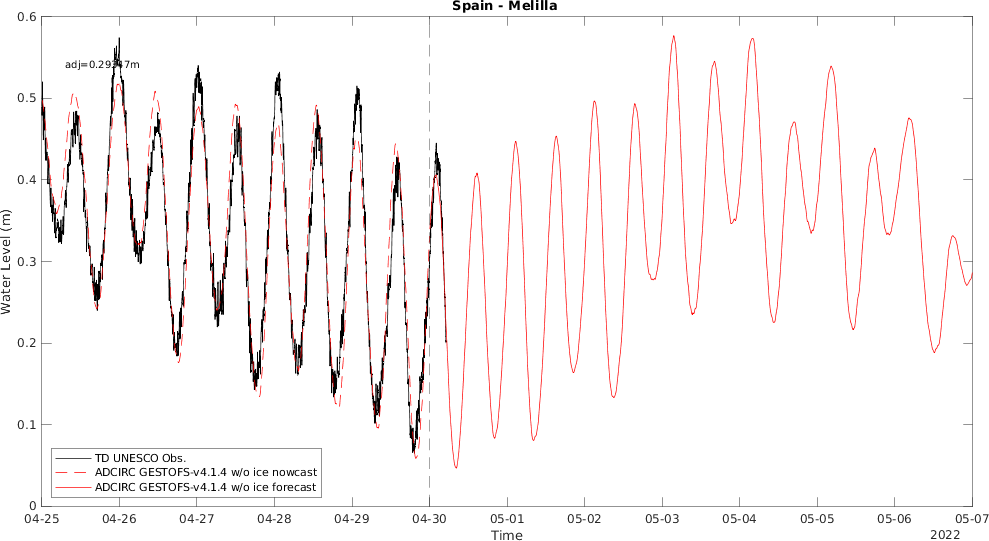 Spain - Melilla
Water Level (m)
0.6
0.5
0.4
0.3
0.2
0.1
0
TD UNESCO Obs.
ADCIRC GESTOFS-v4.1.4 w/o ice nowcast
ADCIRC GESTOFS-v4.1.4 w/o ice forecast
04-25 04-26 04-27 04-28 04-29 04-30 05-01 05-02 05-03 05-04 05-05 05-06 05-07
Time
2022